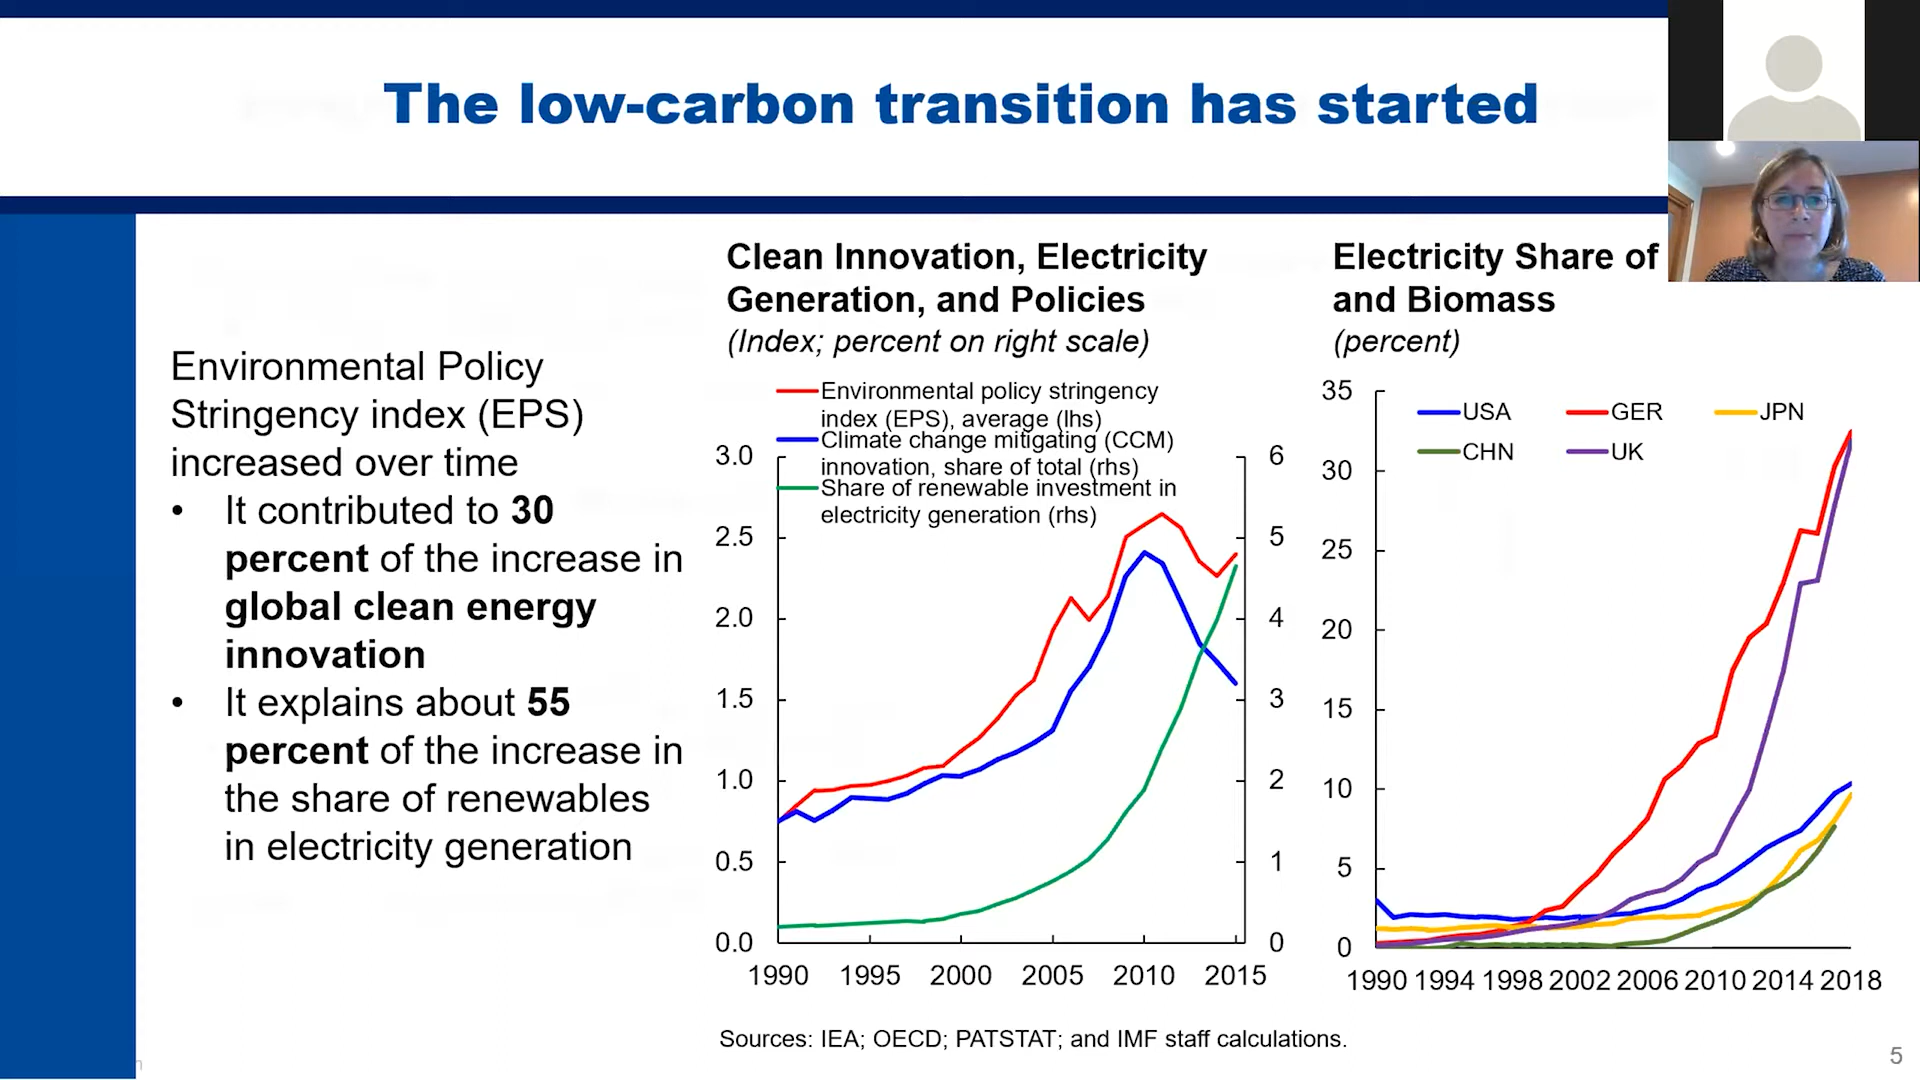 The low-carbon transition has started
Environmental Policy
Stringency index (EPS)
increased over time
• It contributed to 30
percent of the increase in
global clean energy
innovation
• It explains about 55
percent of the increase in
the share of renewables
in electricity generation
Clean Innovation, Electricity
Generation, and Policies
(Index; percent on right scale)
Environmental policy stringency
index (EPS), average (lhs)
Climate change mitigating (CCM)
innovation, share of total (rhs)
Share of renewable investment in
electricity generation (rhs)
3.0
2.5
2.0
1.5
1.0
0.5
0.0
6
5
4
3
2
1
0
1990 1995 2000 2005 2010 2015
Electricity Share of
and Biomass
(percent)
USA GER JPN
CHN UK
35
30
25
20
15
10
5
0
1990 1994 1998 2002 2006 2010 2014 2018
Sources: IEA; OECD; PATSTAT; and IMF staff calculations.
5